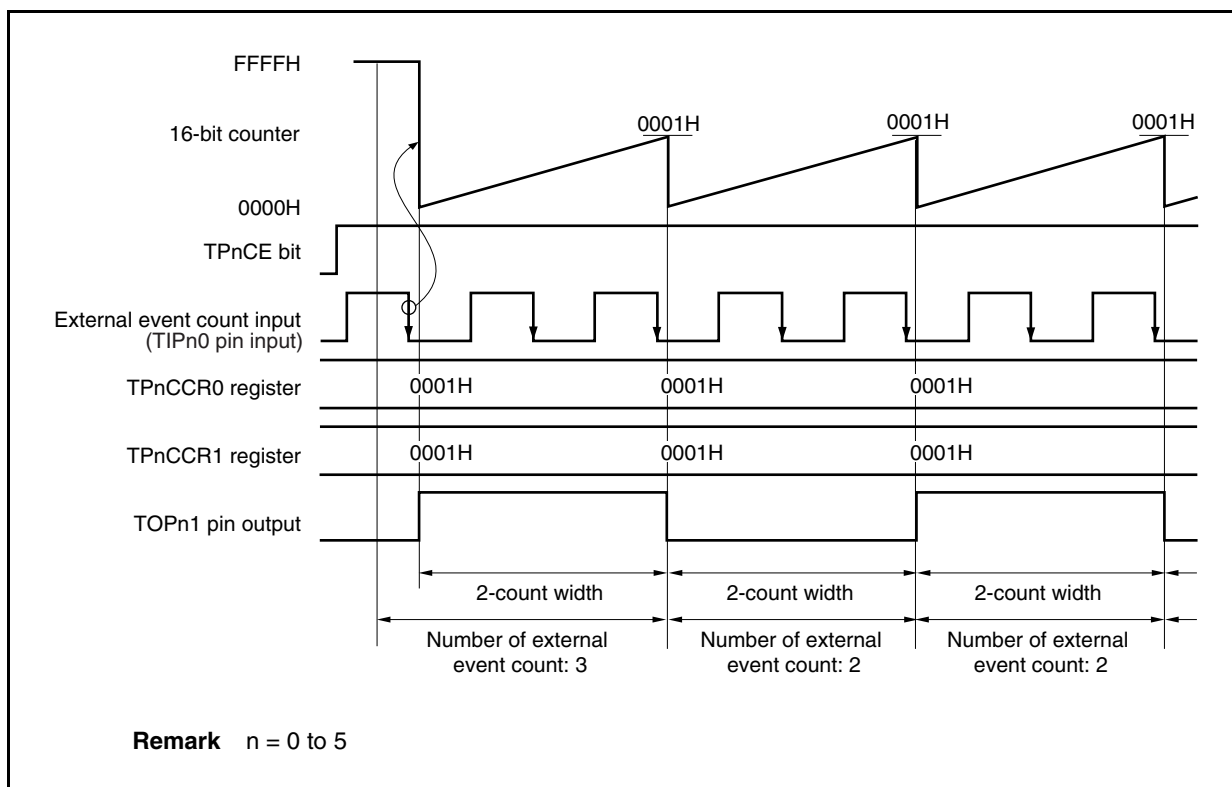 FFFFH
16-bit counter
0001H 0001H 0001H
0000H
TPnCE bit
External event count input
(TIPn0 pin input)
TPnCCR0 register 0001H 0001H 0001H
TPnCCR1 register 0001H 0001H 0001H
TOPn1 pin output
2-count width 2-count width 2-count width
Number of external Number of external Number of external
event count: 3 event count: 2 event count: 2
Remark n = 0 to 5